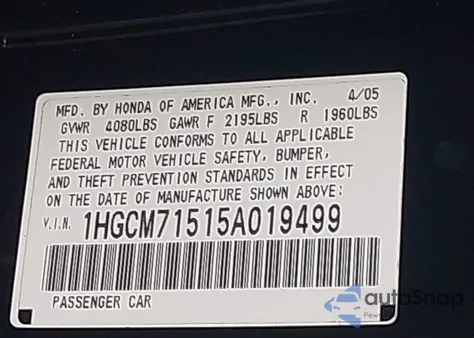 MFD. BY HONDA OF AMERICA MFG., INC. 4/05
GVWR 4080LBS GAWR F 2195LBS R 1960LBS
THIS VEHICLE CONFORMS TO ALL APPLICABLE
FEDERAL MOTOR VEHICLE SAFETY, BUMPER,
AND THEFT PREVENTION STANDARDS IN EFFECT
ON THE DATE OF MANUFACTURE SHOWN ABOVE:
V.I.N. 1HGCM71515A019499
PASSENGER CAR
autoSnap